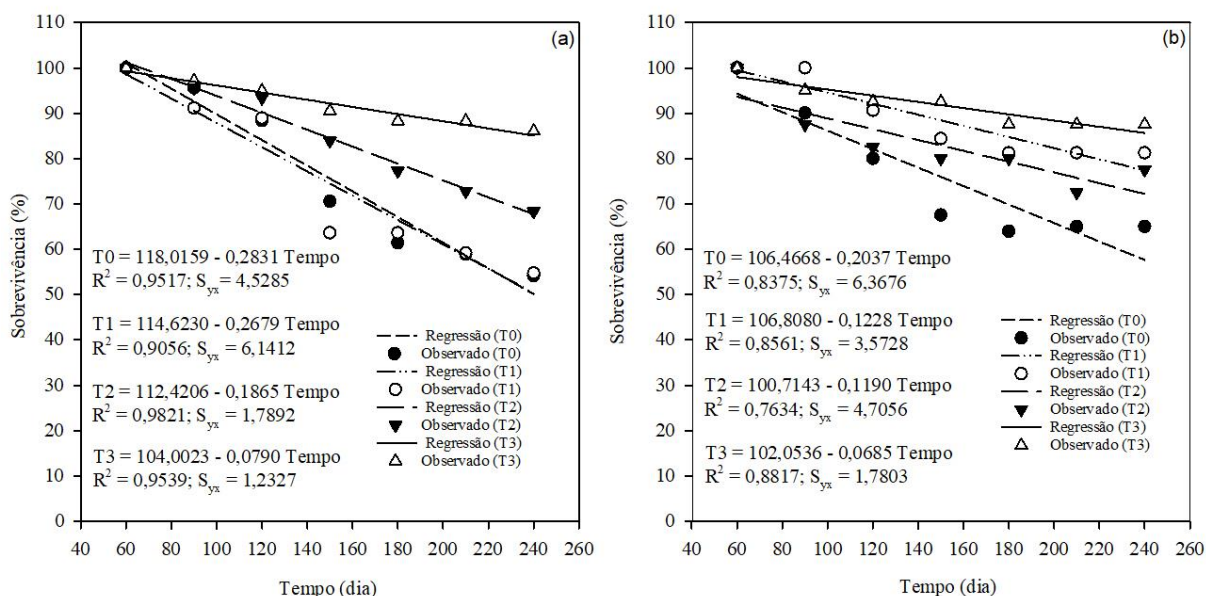 (a)
Sobrevivência (%)
110
100
90
80
70
60
50
40
30
20
10
0
T0 = 118,0159 - 0,2831 Tempo
R² = 0,9517; Syx = 4,5285
T1 = 114,6230 - 0,2679 Tempo
R² = 0,9056; Syx = 6,1412
T2 = 112,4206 - 0,1865 Tempo
R² = 0,9821; Syx = 1,7892
T3 = 104,0023 - 0,0790 Tempo
R² = 0,9539; Syx = 1,2327
Regressão (T0)
Observado (T0)
Regressão (T1)
Observado (T1)
Regressão (T2)
Observado (T2)
Regressão (T3)
Observado (T3)
40 60 80 100 120 140 160 180 200 220 240 260
Tempo (dia)
(b)
Sobrevivência (%)
110
100
90
80
70
60
50
40
30
20
10
0
T0 = 106,4668 - 0,2037 Tempo
R² = 0,8375; Syx = 6,3676
T1 = 106,8080 - 0,1228 Tempo
R² = 0,8561; Syx = 3,5728
T2 = 100,7143 - 0,1190 Tempo
R² = 0,7634; Syx = 4,7056
T3 = 102,0536 - 0,0685 Tempo
R² = 0,8817; Syx = 1,7803
Regressão (T0)
Observado (T0)
Regressão (T1)
Observado (T1)
Regressão (T2)
Observado (T2)
Regressão (T3)
Observado (T3)
40 60 80 100 120 140 160 180 200 220 240 260
Tempo (dia)